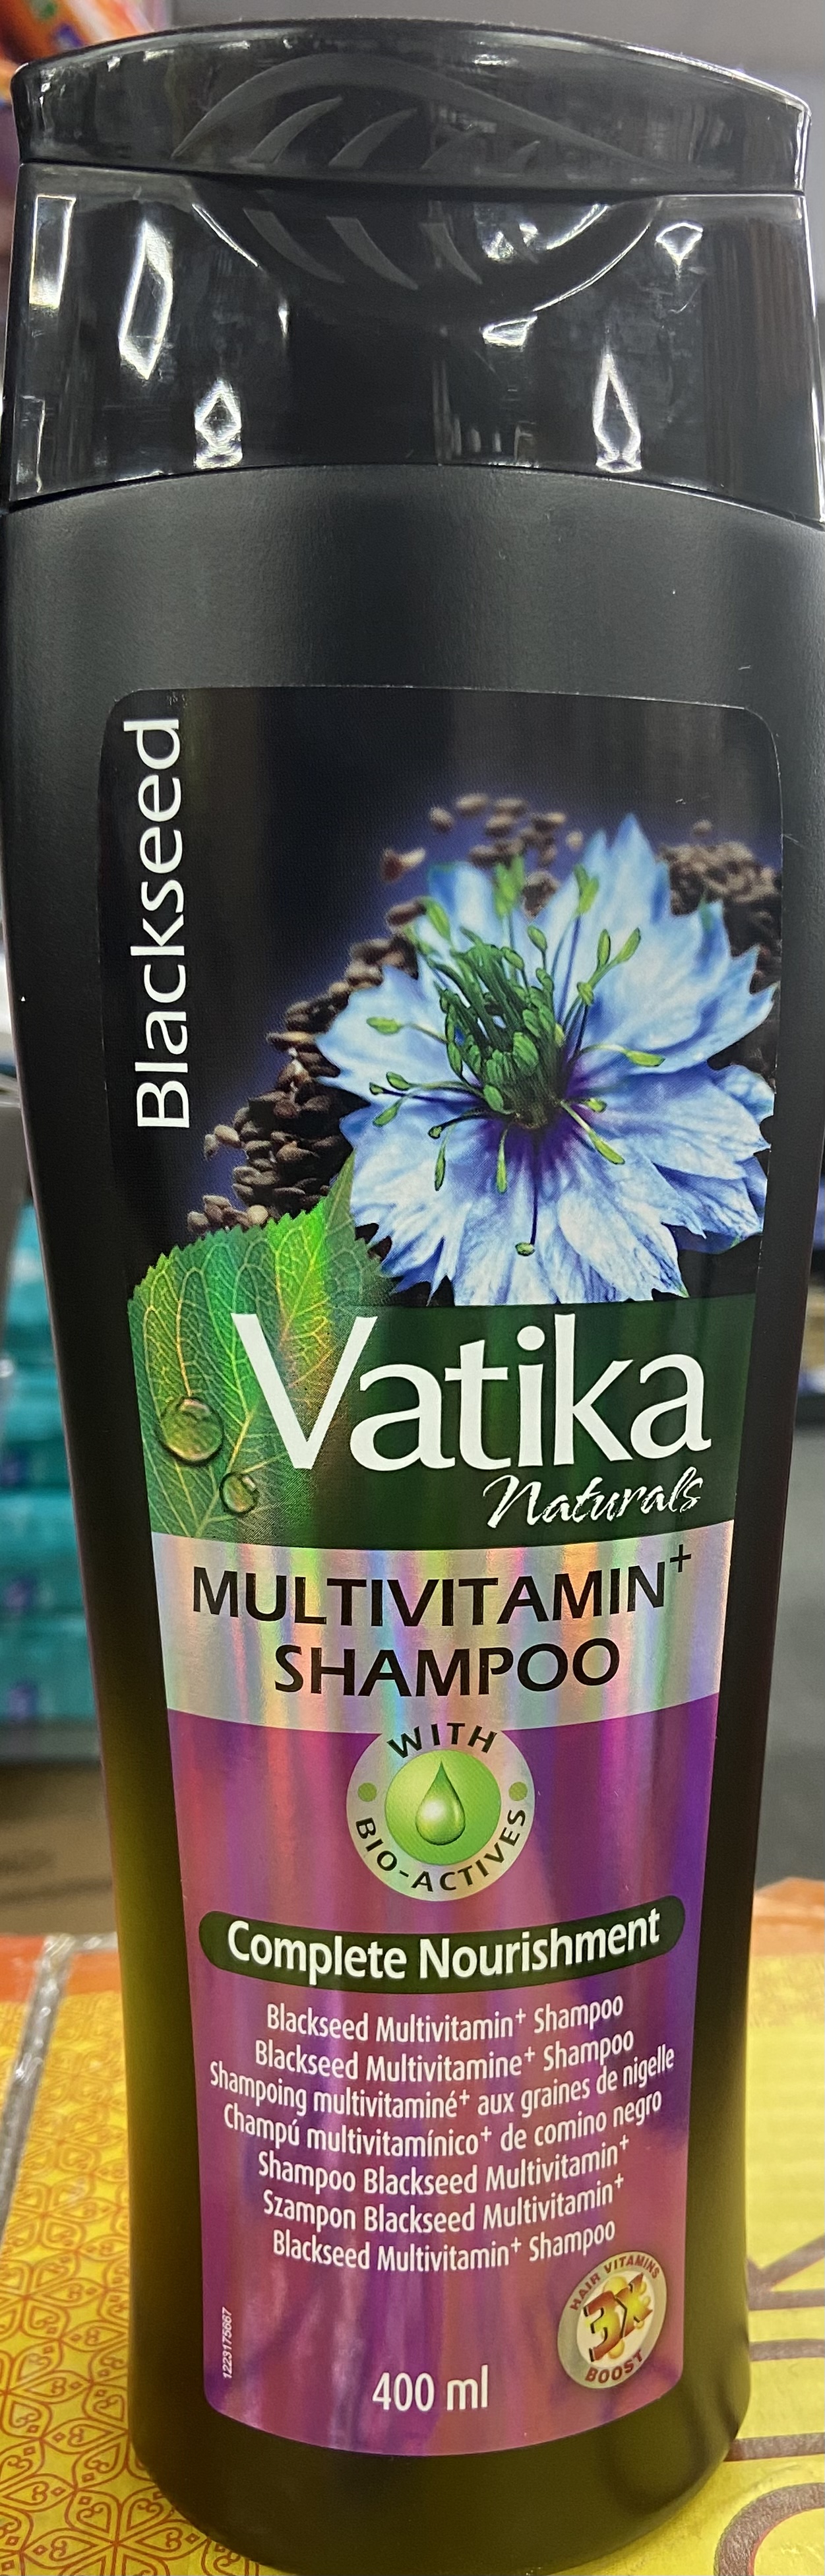 Blackseed
Vatika
Naturals
MULTIVITAMIN+
SHAMPOO
WITH
BIO-ACTIVES
Complete Nourishment
Blackseed Multivitamin+ Shampoo
Blackseed Multivitamine+ Shampoo
Shampoing multivitaminé+ aux graines de nigelle
Champú multivitamínico+ de comino negro
Shampoo Blackseed Multivitamin+
Szampon Blackseed Multivitamin+
Blackseed Multivitamin+ Shampoo
HAIR VITAMINS
3x
BOOST
1223175667
400 ml